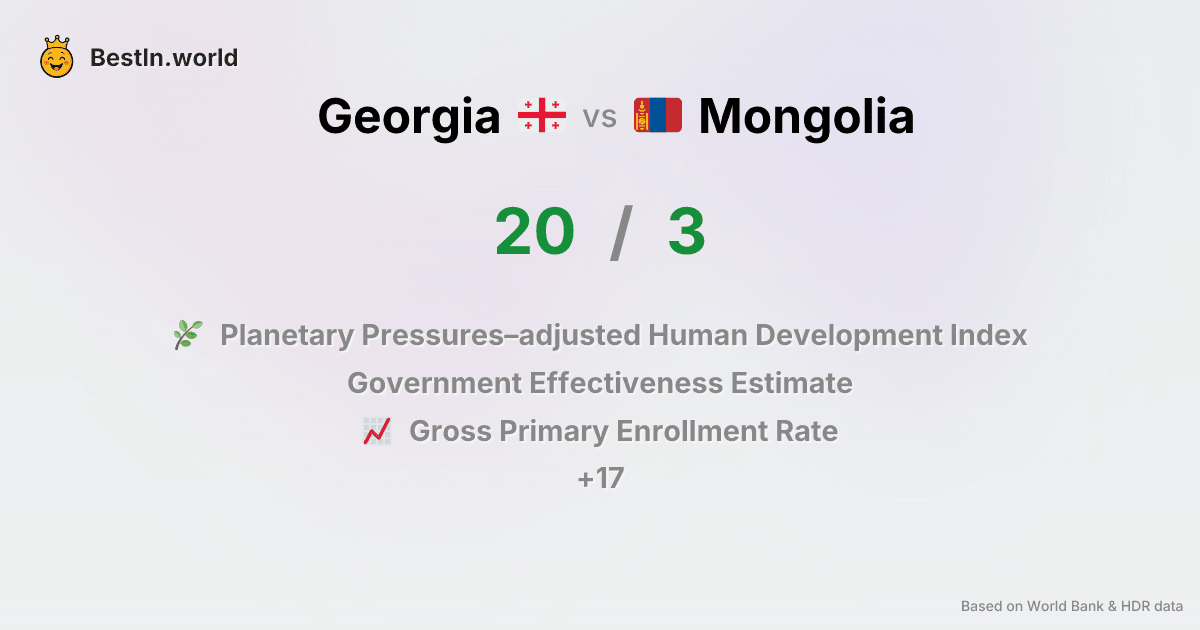 BestIn.world
Georgia vs Mongolia
20 / 3
Planetary Pressures–adjusted Human Development Index
Government Effectiveness Estimate
Gross Primary Enrollment Rate
+17
Based on World Bank & HDR data